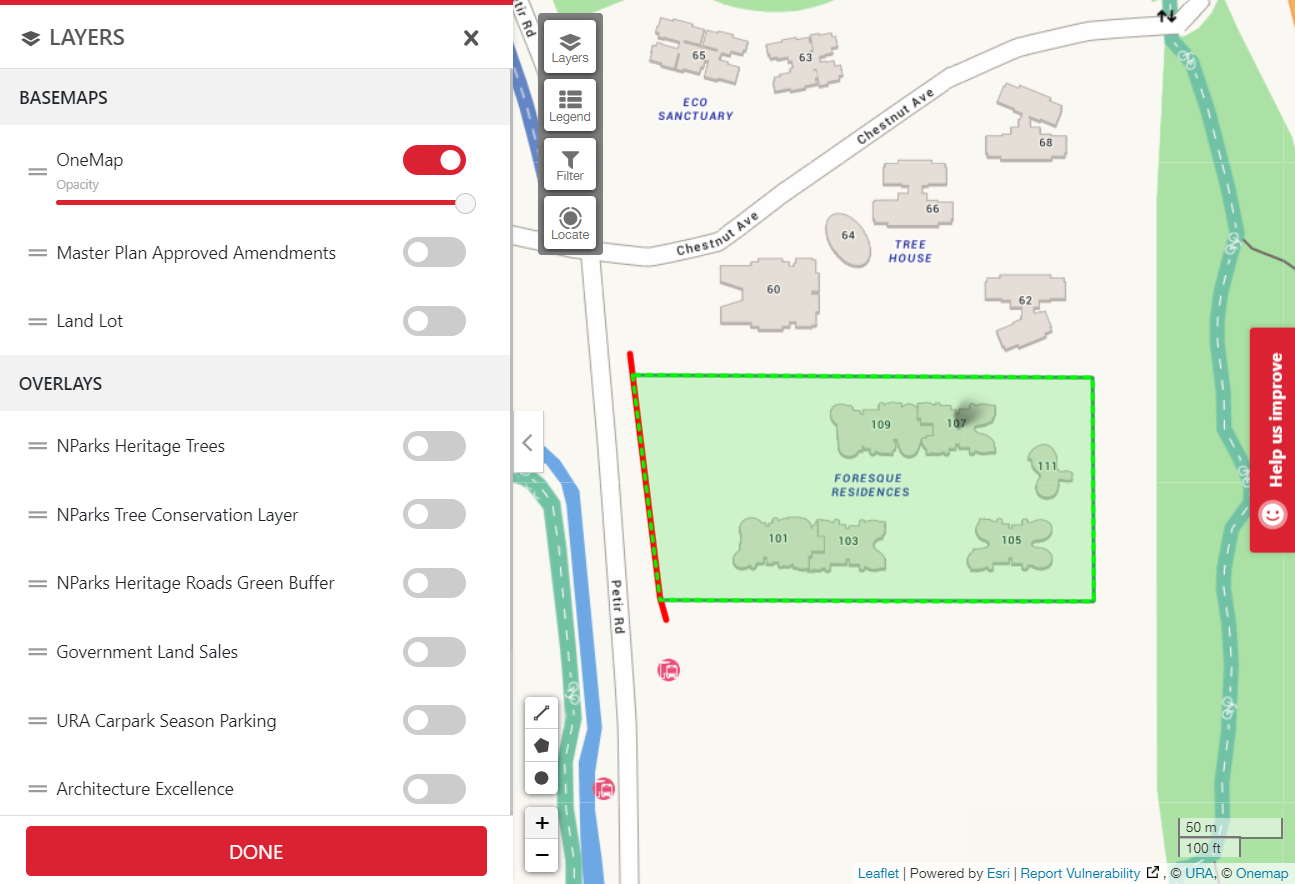 LAYERS
BASEMAPS
OneMap
Opacity
Master Plan Approved Amendments
Land Lot
OVERLAYS
NParks Heritage Trees
NParks Tree Conservation Layer
NParks Heritage Roads Green Buffer
Government Land Sales
URA Carpark Season Parking
Architecture Excellence
DONE
Layers
Legend
Filter
Locate
65
63
ECO
SANCTUARY
Chestnut Ave
68
66
64
TREE
HOUSE
Chestnut Ave
60
62
109
107
111
FORESQUE
RESIDENCES
101
103
105
Petir Rd
Help us improve
+
−
50 m
100 ft
Leaflet | Powered by Esri | Report Vulnerability , © URA, © Onemap